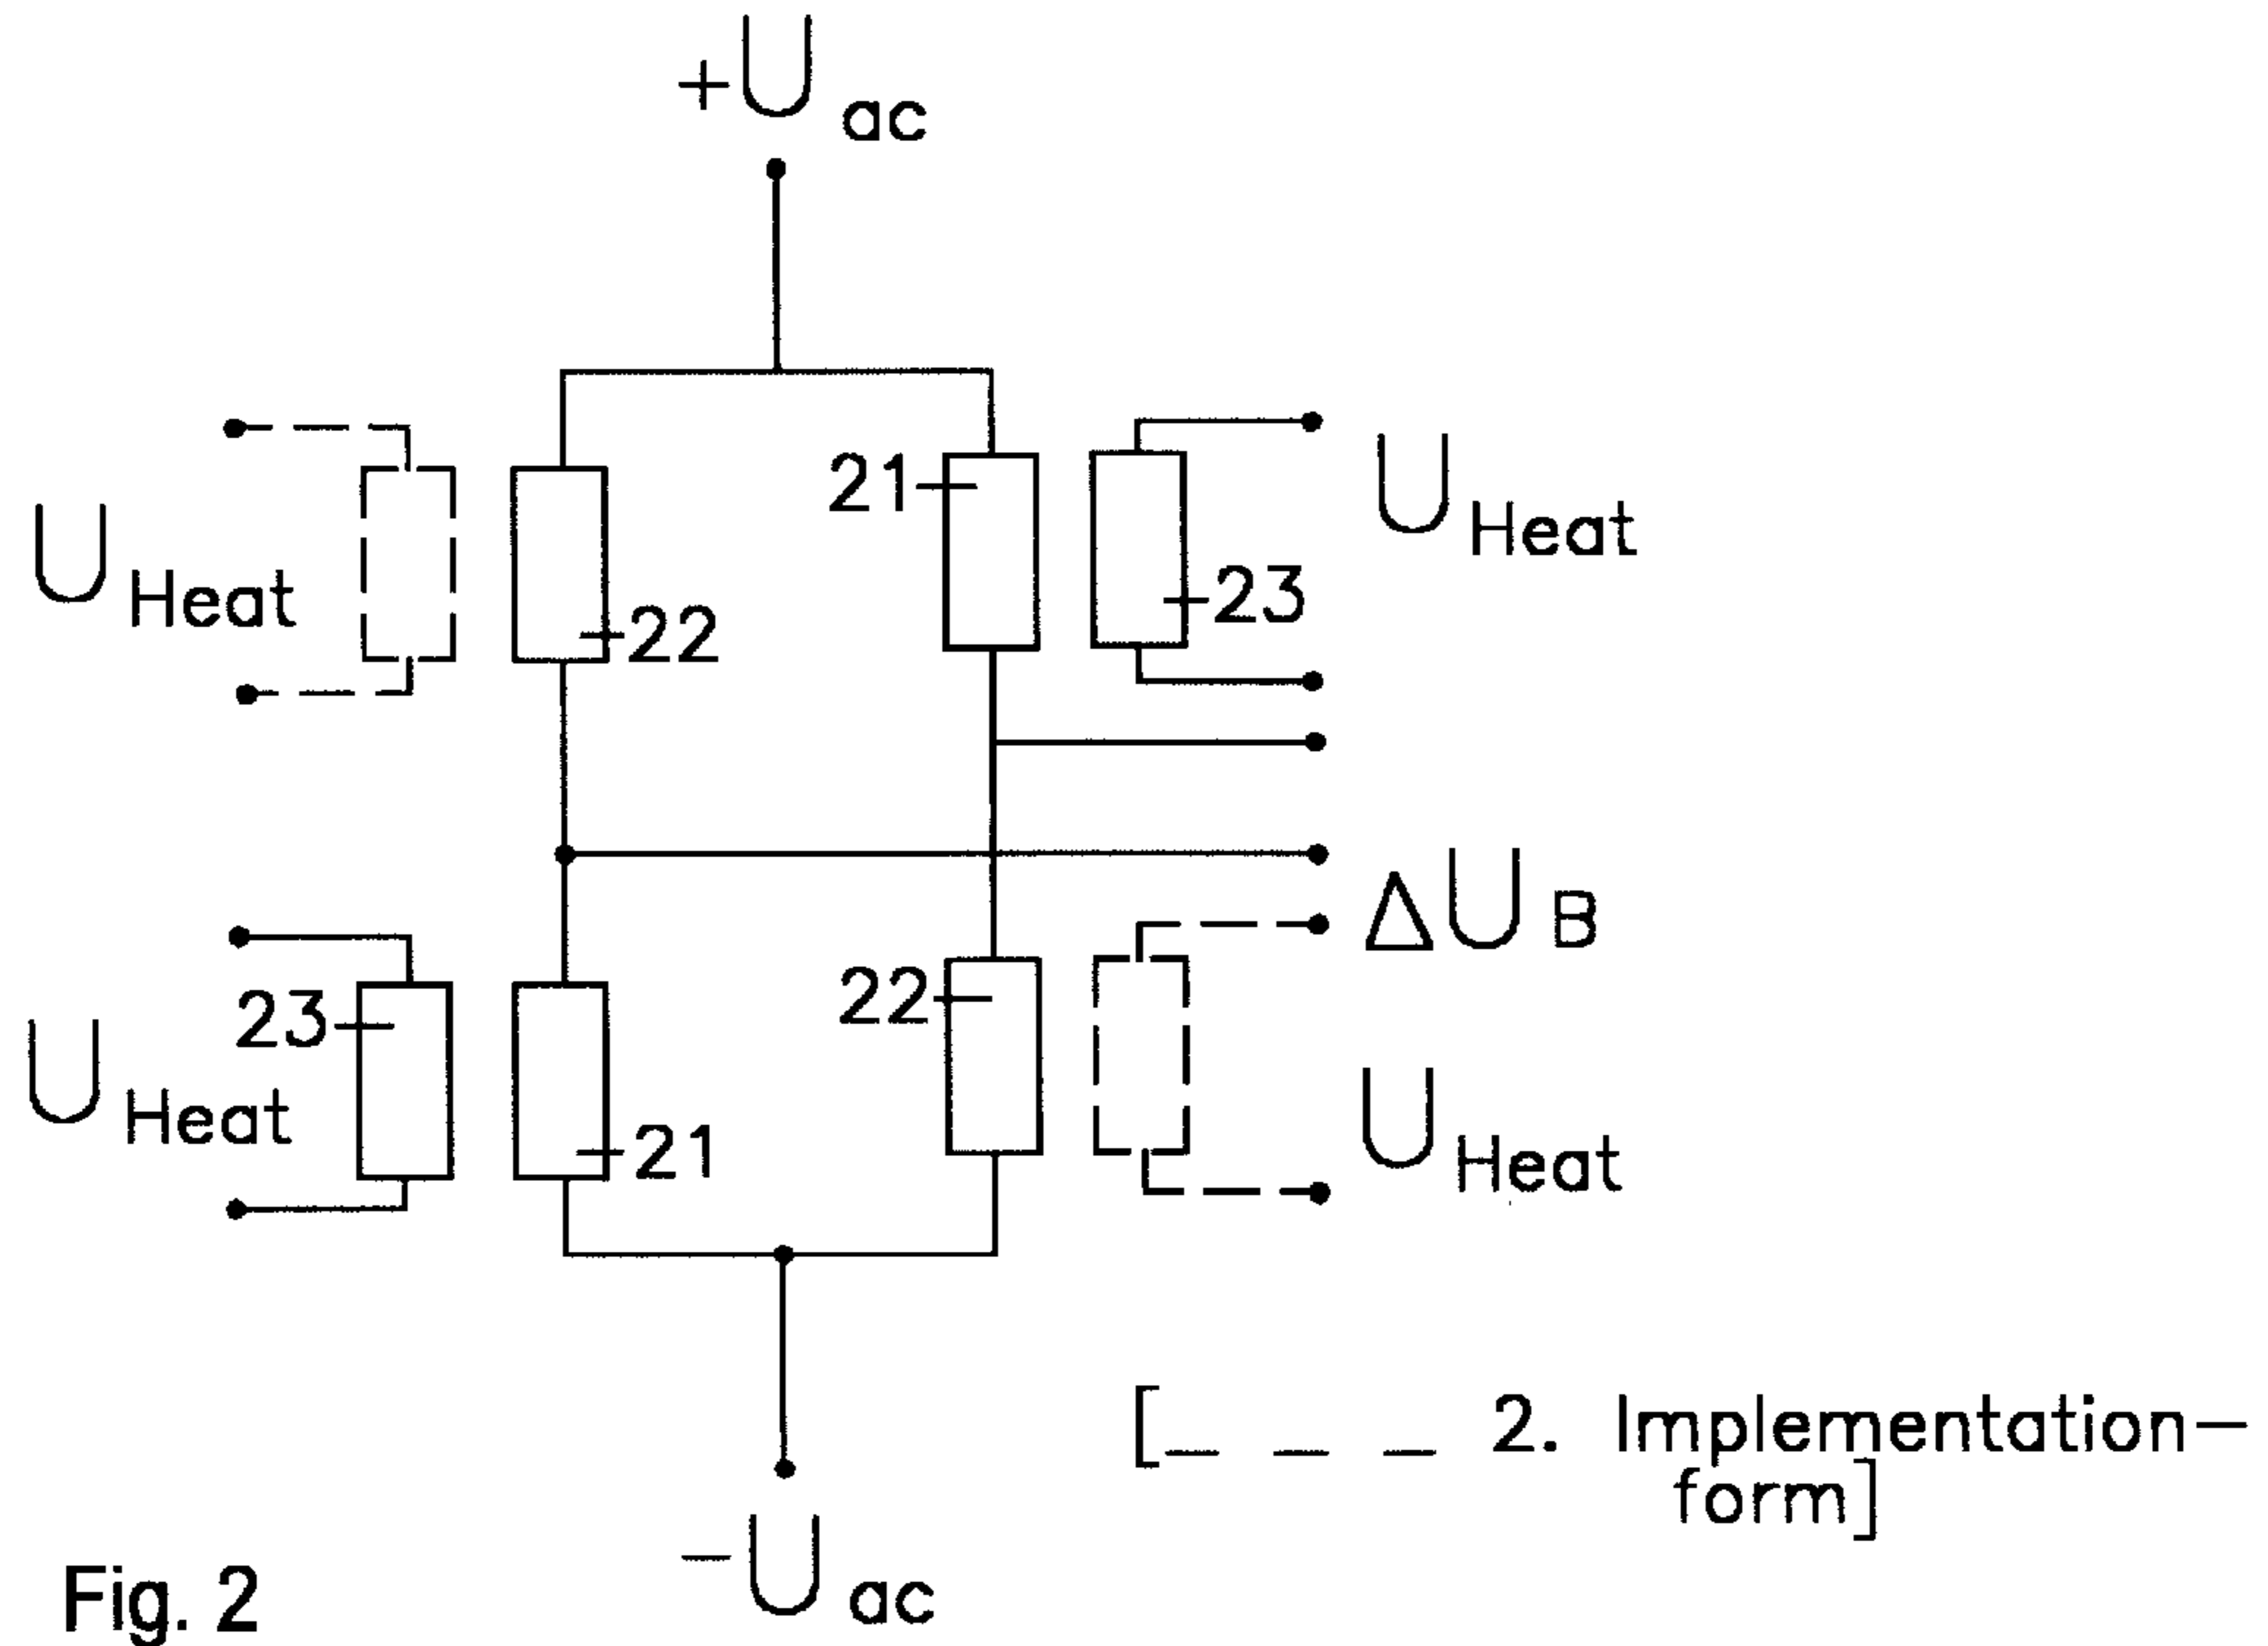 +U ac
21
U Heat
U Heat
22
23
ΔU B
23
22
U Heat
21
U Heat
[_ _ _ 2. Implementation—
form]
-U ac
Fig. 2